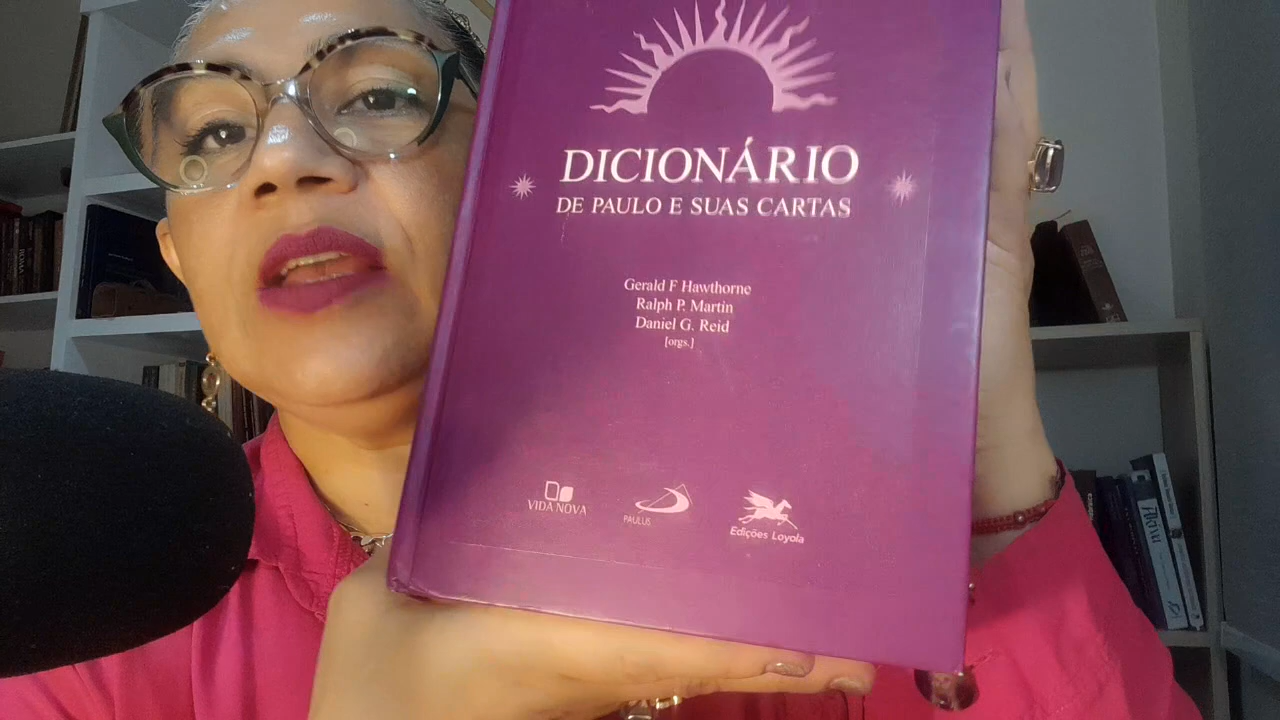 DICIONÁRIO
DE PAULO E SUAS CARTAS
Gerald F Hawthorne
Ralph P. Martin
Daniel G. Reid
[orgs.]
VIDA NOVA
PAULUS
Edições Loyola